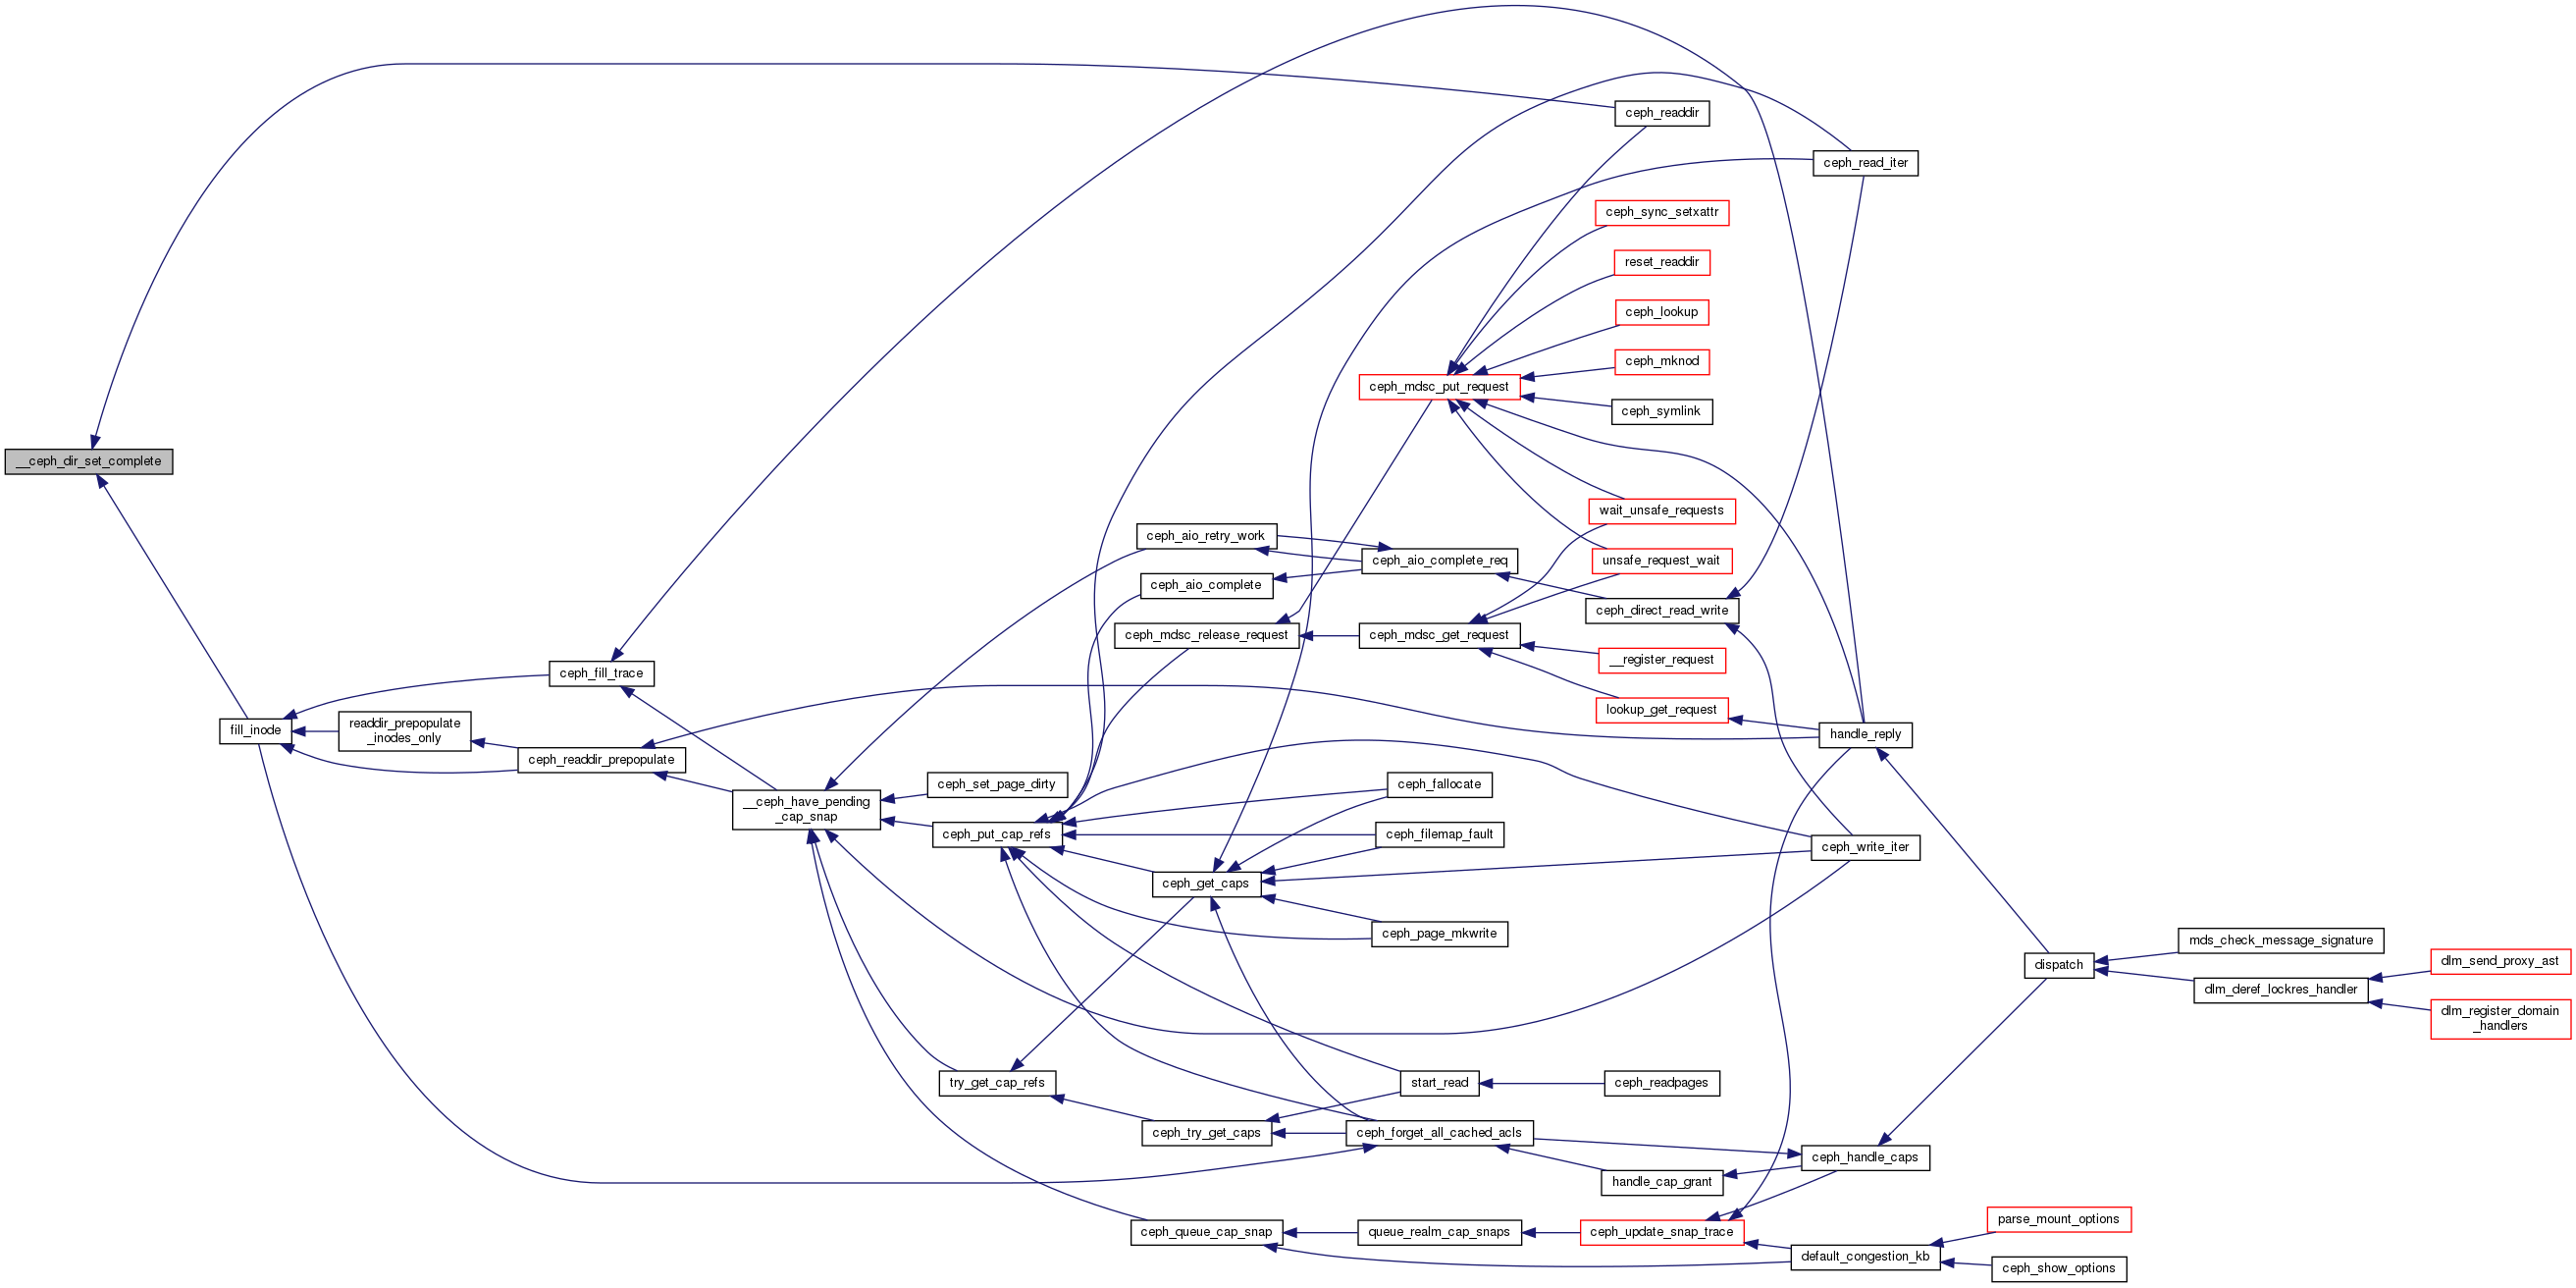 ceph_readdir
ceph_read_iter
ceph_sync_setxattr
reset_readdir
ceph_lookup
ceph_mknod
ceph_mdsc_put_request
ceph_symlink
__ceph_dir_set_complete
wait_unsafe_requests
ceph_aio_retry_work
ceph_aio_complete_req
unsafe_request_wait
ceph_aio_complete
ceph_direct_read_write
ceph_mdsc_release_request
ceph_mdsc_get_request
__register_request
ceph_fill_trace
lookup_get_request
fill_inode
readdir_prepopulate
_inodes_only
handle_reply
ceph_readdir_prepopulate
ceph_set_page_dirty
ceph_fallocate
__ceph_have_pending
_cap_snap
ceph_put_cap_refs
ceph_filemap_fault
ceph_write_iter
ceph_get_caps
ceph_page_mkwrite
mds_check_message_signature
dispatch
dlm_send_proxy_ast
dlm_deref_lockres_handler
dlm_register_domain
_handlers
try_get_cap_refs
start_read
ceph_readpages
ceph_try_get_caps
ceph_forget_all_cached_acls
ceph_handle_caps
handle_cap_grant
parse_mount_options
ceph_queue_cap_snap
queue_realm_cap_snaps
ceph_update_snap_trace
default_congestion_kb
ceph_show_options